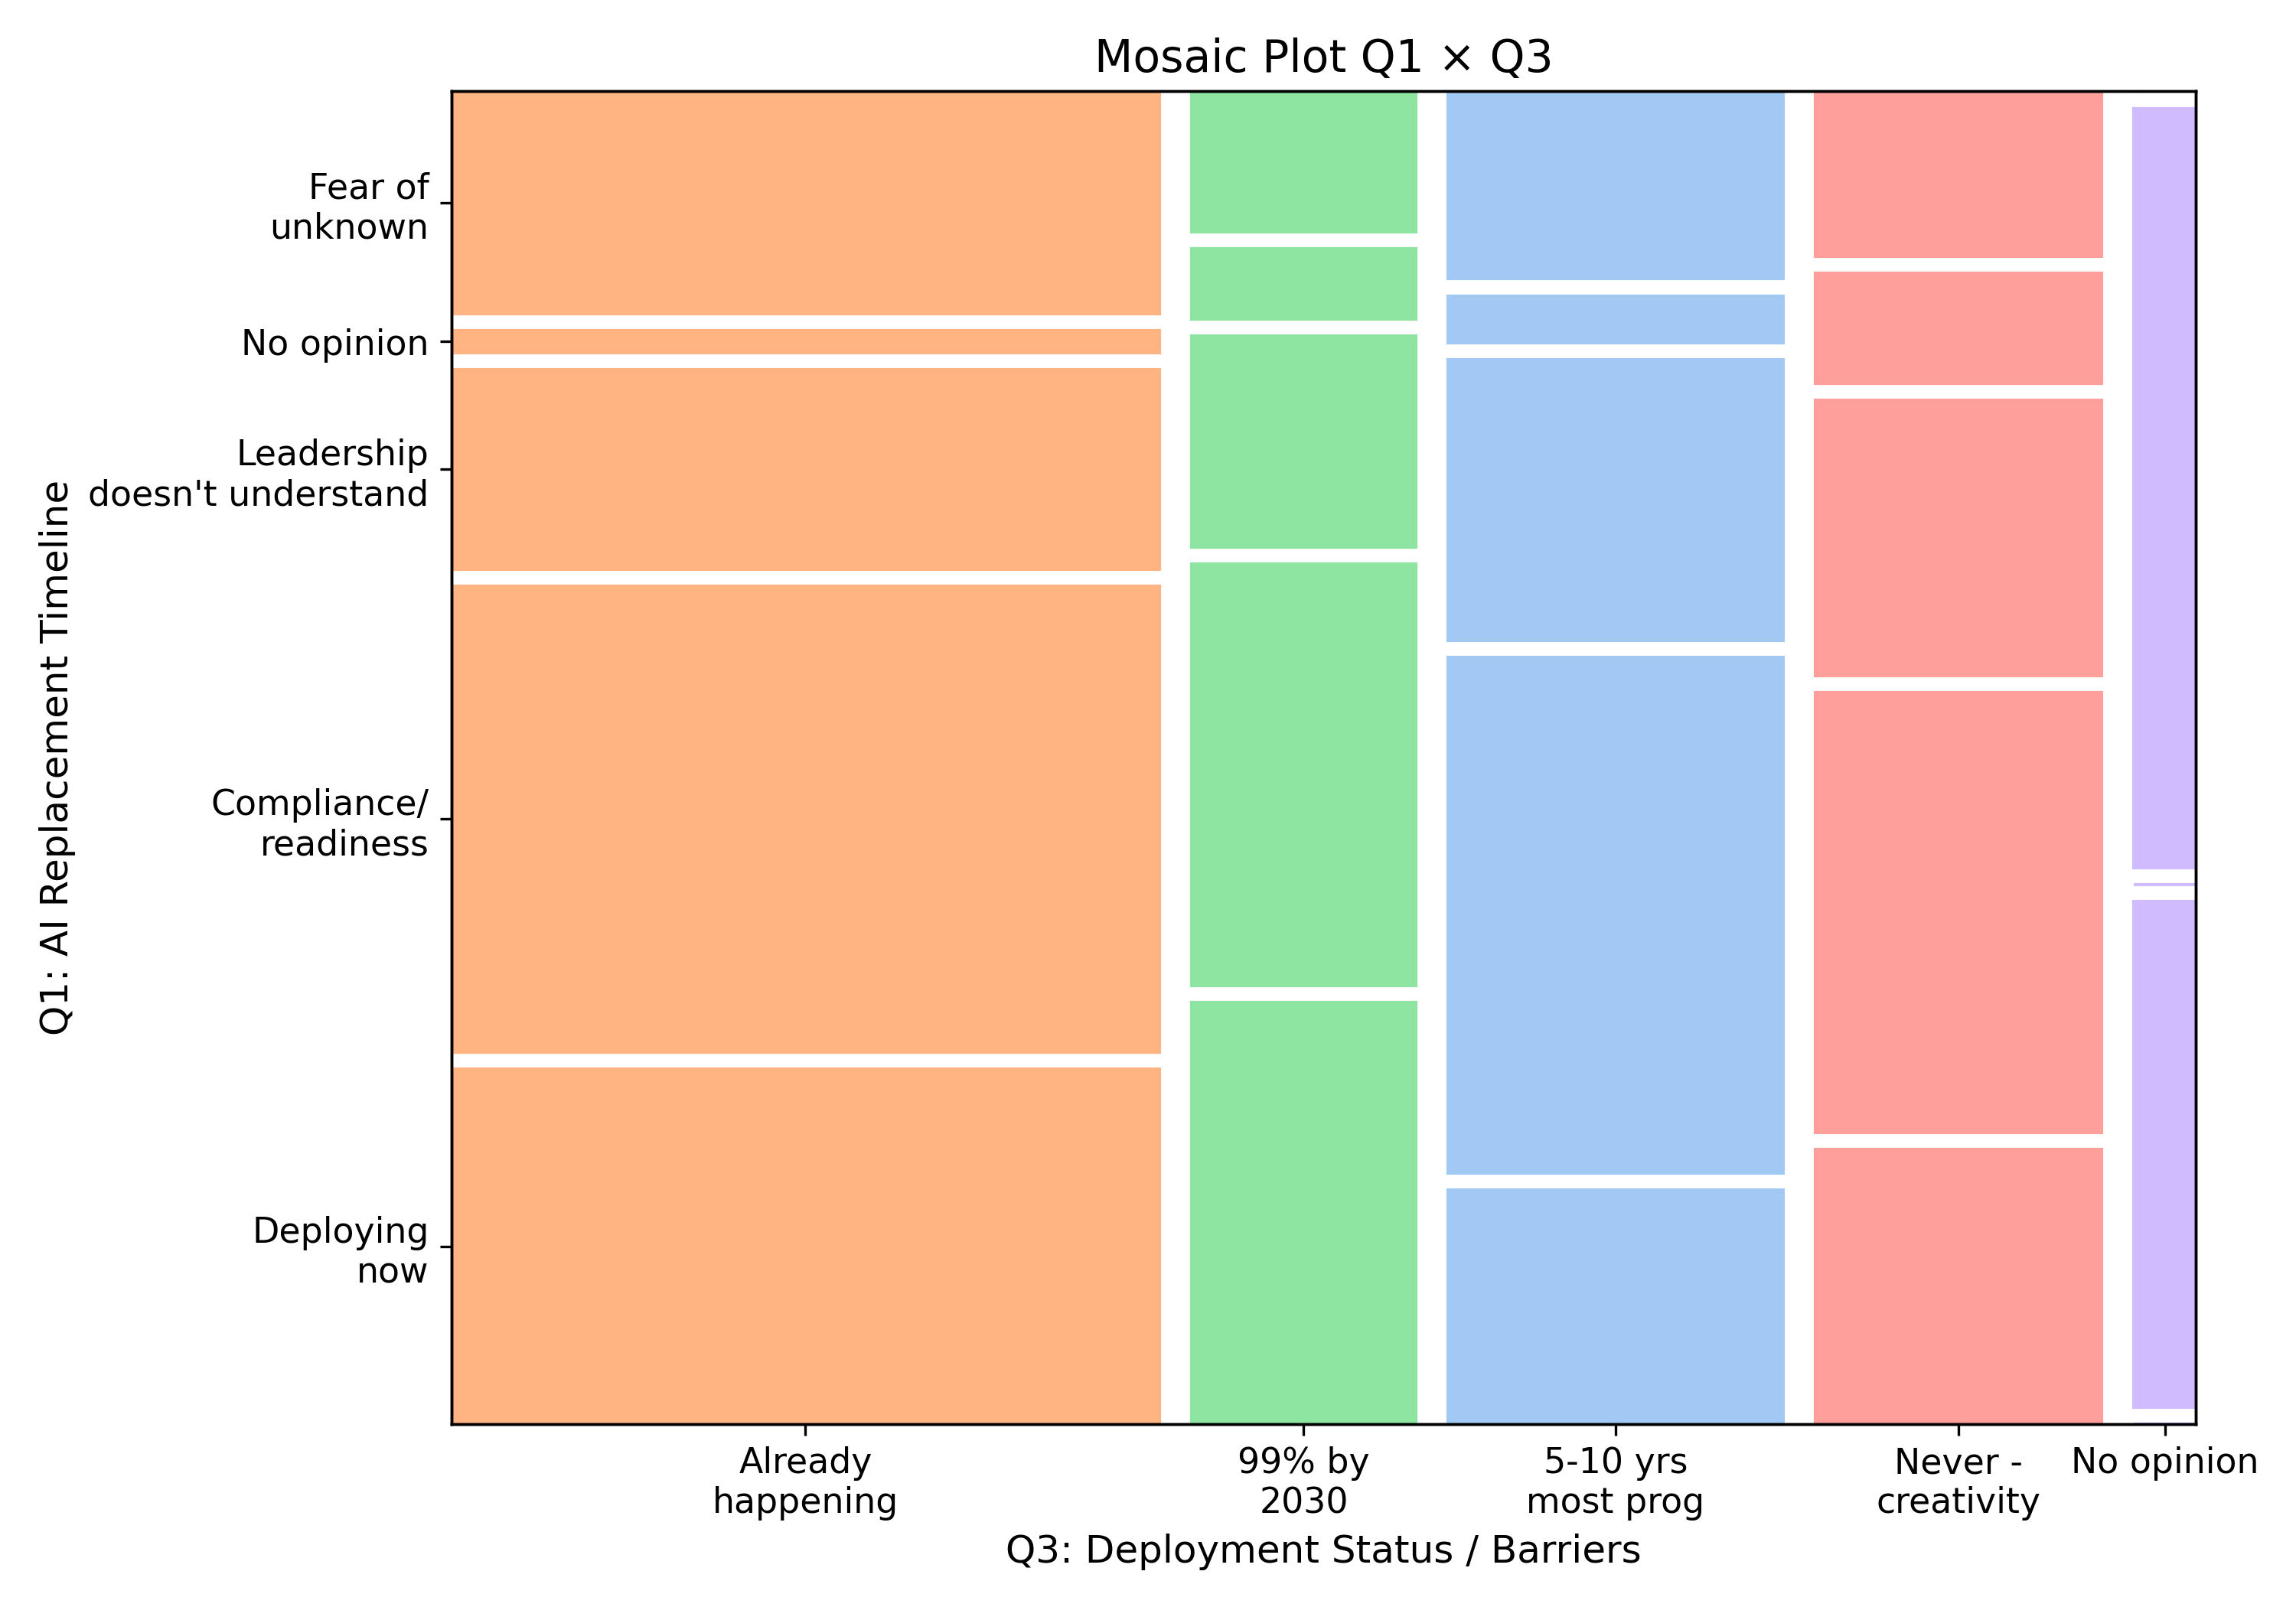 Mosaic Plot Q1 × Q3
Fear of
unknown
No opinion
Leadership
doesn't understand
Compliance/
readiness
Deploying
now
Q1: AI Replacement Timeline
Already
happening
99% by
2030
5-10 yrs
most prog
Never -
creativity
No opinion
Q3: Deployment Status / Barriers